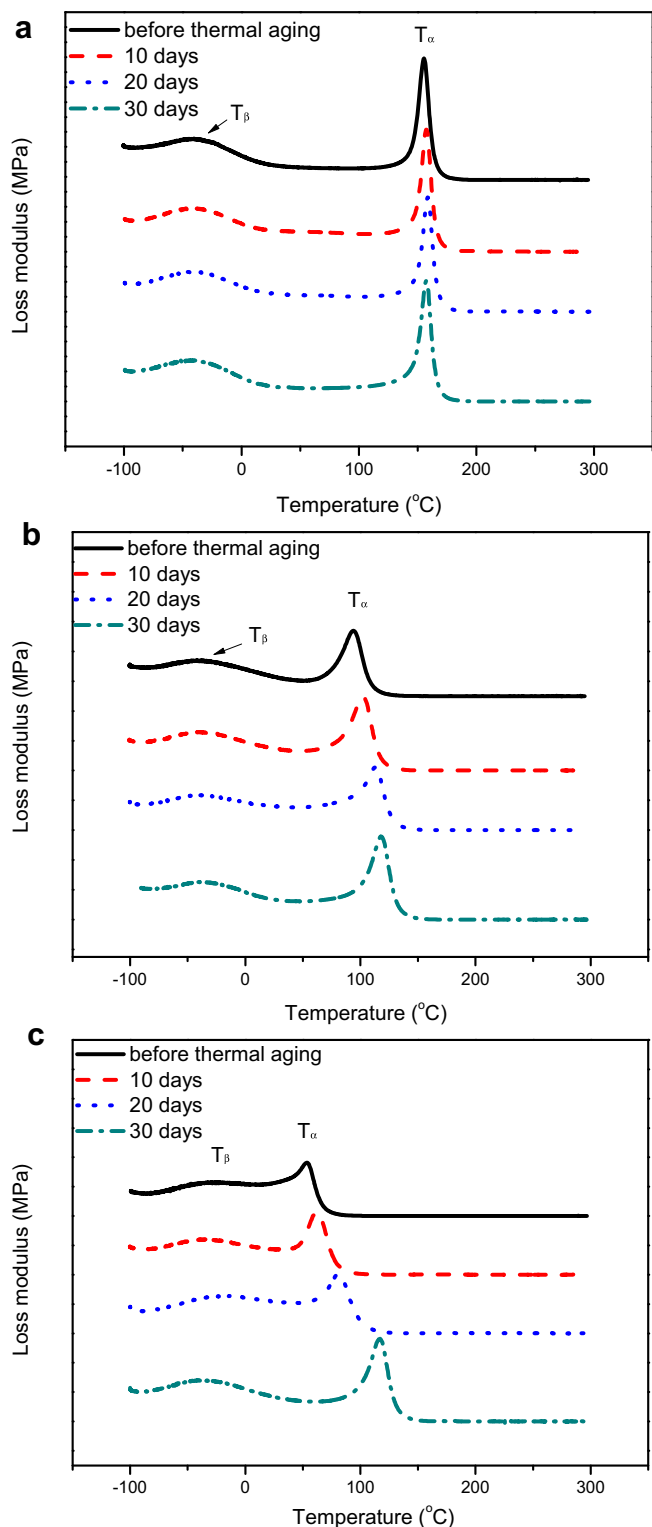 a
before thermal aging
10 days
20 days
30 days
Tα
Tβ
Loss modulus (MPa)
-100 0 100 200 300
Temperature (°C)
b
before thermal aging
10 days
20 days
30 days
Tα
Tβ
Loss modulus (MPa)
-100 0 100 200 300
Temperature (°C)
c
before thermal aging
10 days
20 days
30 days
Tα
Tβ
Loss modulus (MPa)
-100 0 100 200 300
Temperature (°C)